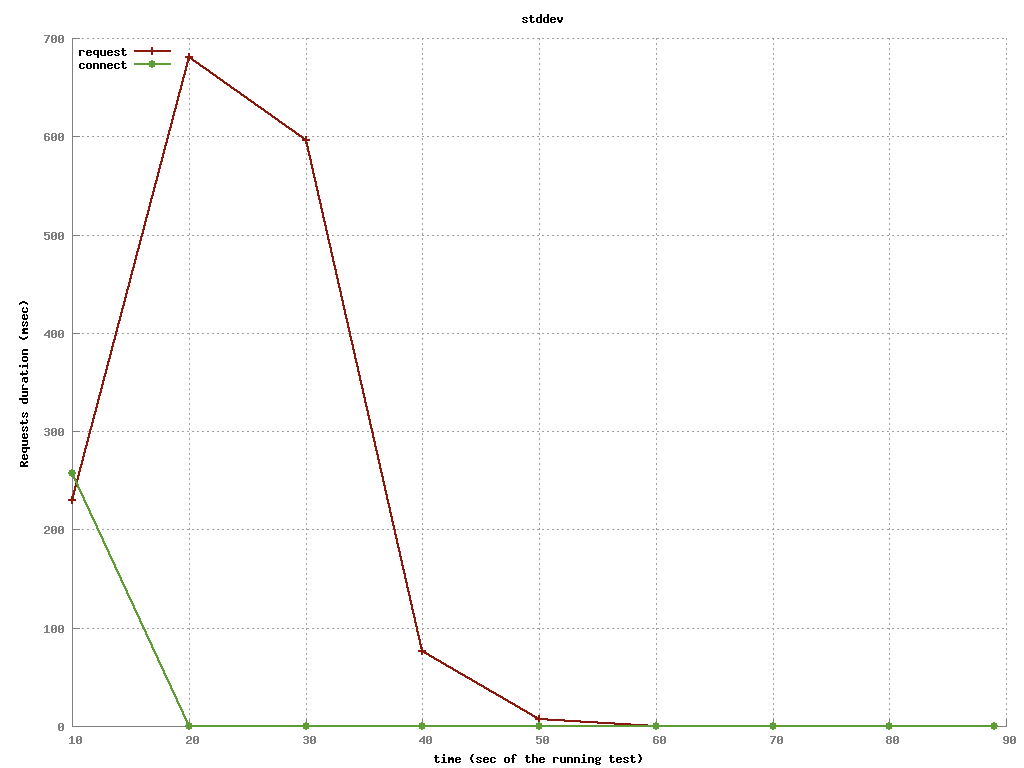 stddev
700
request
connect
600
500
400
300
200
100
0
10 20 30 40 50 60 70 80 90
Requests duration (msec)
time (sec of the running test)